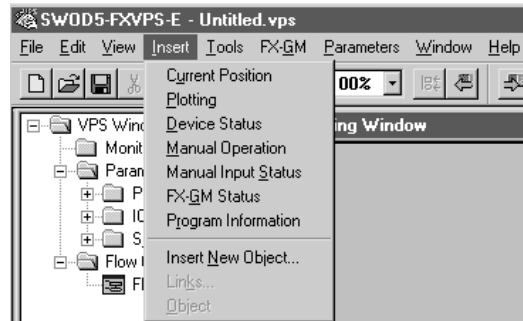 SW0D5-FXVPS-E - Untitled.vps
File Edit View Insert Tools FX-GM Parameters Window Help
00%
Current Position
Plotting
Device Status
Manual Operation
Manual Input Status
FX-GM Status
Program Information
Insert New Object...
Links...
Object
VPS Wind
ing Window
Monit
Paran
P
IO
S_
Flow
Fl